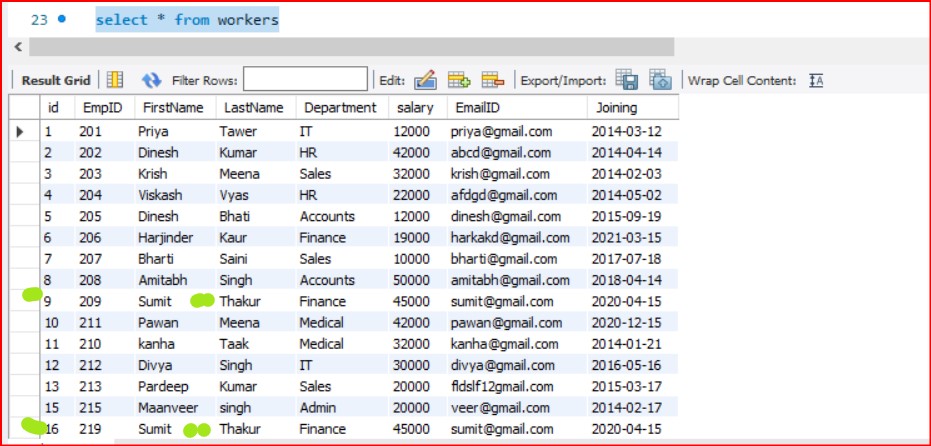 23 select * from workers
Result Grid Filter Rows: Edit: Export/Import: Wrap Cell Content: IA
id EmpID FirstName LastName Department salary EmailID Joining
1 201 Priya Tawer IT 12000 priya@gmail.com 2014-03-12
2 202 Dinesh Kumar HR 42000 abcd@gmail.com 2014-04-14
3 203 Krish Meena Sales 32000 krish@gmail.com 2014-02-03
4 204 Viskash Vyas HR 22000 afdgd@gmail.com 2014-05-02
5 205 Dinesh Bhati Accounts 12000 dinesh@gmail.com 2015-09-19
6 206 Harjinder Kaur Finance 19000 harkakd@gmail.com 2021-03-15
7 207 Bharti Saini Sales 10000 bharti@gmail.com 2017-07-18
8 208 Amitabh Singh Accounts 50000 amitabh@gmail.com 2018-04-14
9 209 Sumit Thakur Finance 45000 sumit@gmail.com 2020-04-15
10 211 Pawan Meena Medical 42000 pawan@gmail.com 2020-12-15
11 210 kanha Taak Medical 32000 kanha@gmail.com 2014-01-21
12 212 Divya Singh IT 30000 divya@gmail.com 2016-05-16
13 213 Pardeep Kumar Sales 20000 fldslf12gmail.com 2015-03-17
15 215 Maanveer singh Admin 20000 veer@gmail.com 2014-02-17
16 219 Sumit Thakur Finance 45000 sumit@gmail.com 2020-04-15